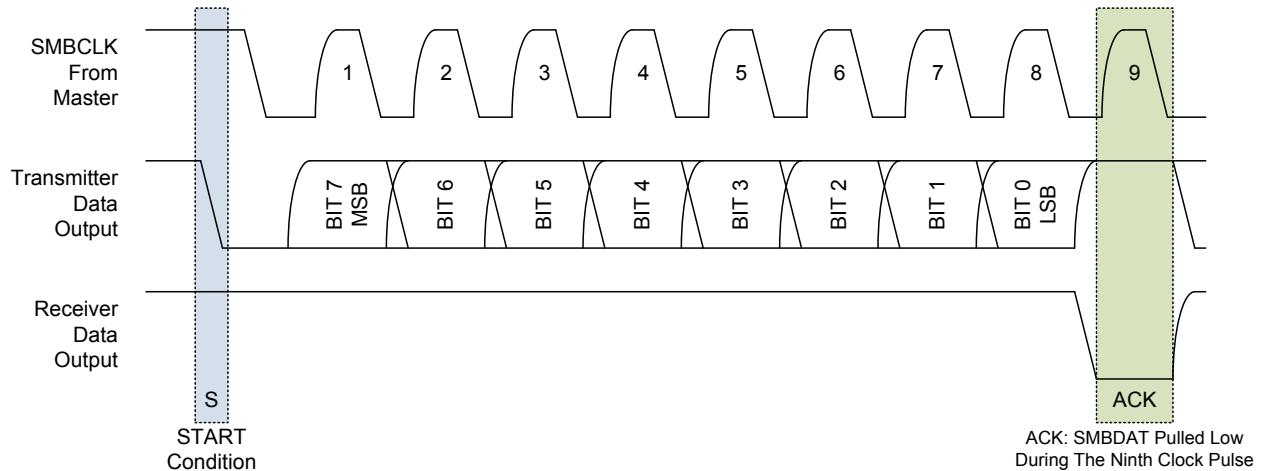 SMBCLK
From
Master
1 2 3 4 5 6 7 8 9
Transmitter
Data
Output
BIT 7
MSB
BIT 6
BIT 5
BIT 4
BIT 3
BIT 2
BIT 1
BIT 0
LSB
Receiver
Data
Output
S
START
Condition
ACK
ACK: SMBDAT Pulled Low
During The Ninth Clock Pulse